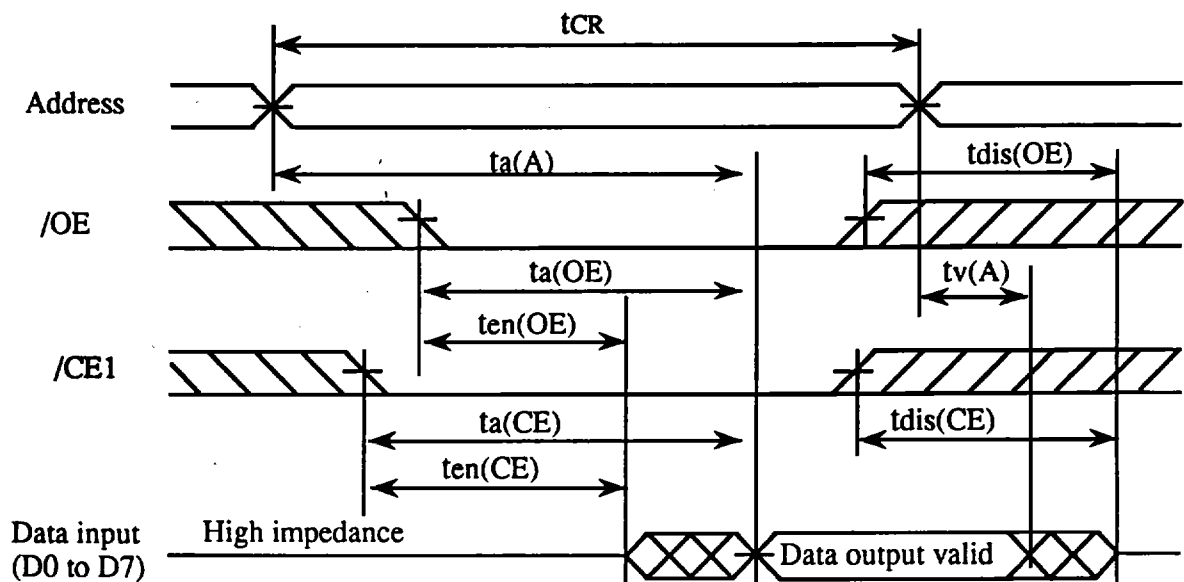 tCR
Address
ta(A)
tdis(OE)
/OE
ta(OE)
tv(A)
ten(OE)
/CE1
ta(CE)
tdis(CE)
ten(CE)
Data input
(D0 to D7)
High impedance
Data output valid